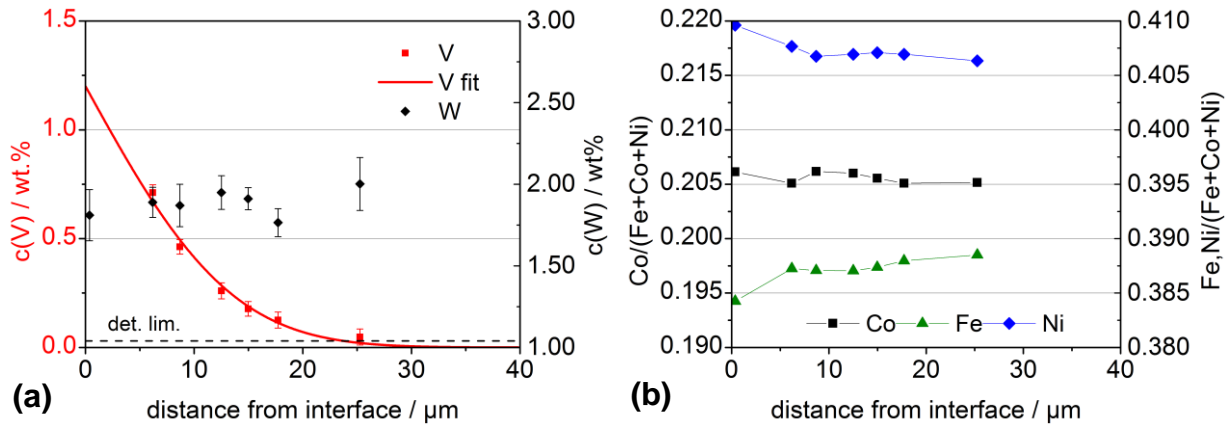 1.5
1.0
0.5
0.0
c(V) / wt.%
V
V fit
W
det. lim.
3.00
2.50
2.00
1.50
1.00
c(W) / wt%
0 10 20 30 40
distance from interface / µm
(a)
0.220
0.215
0.210
0.205
0.200
0.195
0.190
Co/(Fe+Co+Ni)
Co Fe Ni
0.410
0.405
0.400
0.395
0.390
0.385
0.380
Fe,Ni/(Fe+Co+Ni)
0 10 20 30 40
distance from interface / µm
(b)